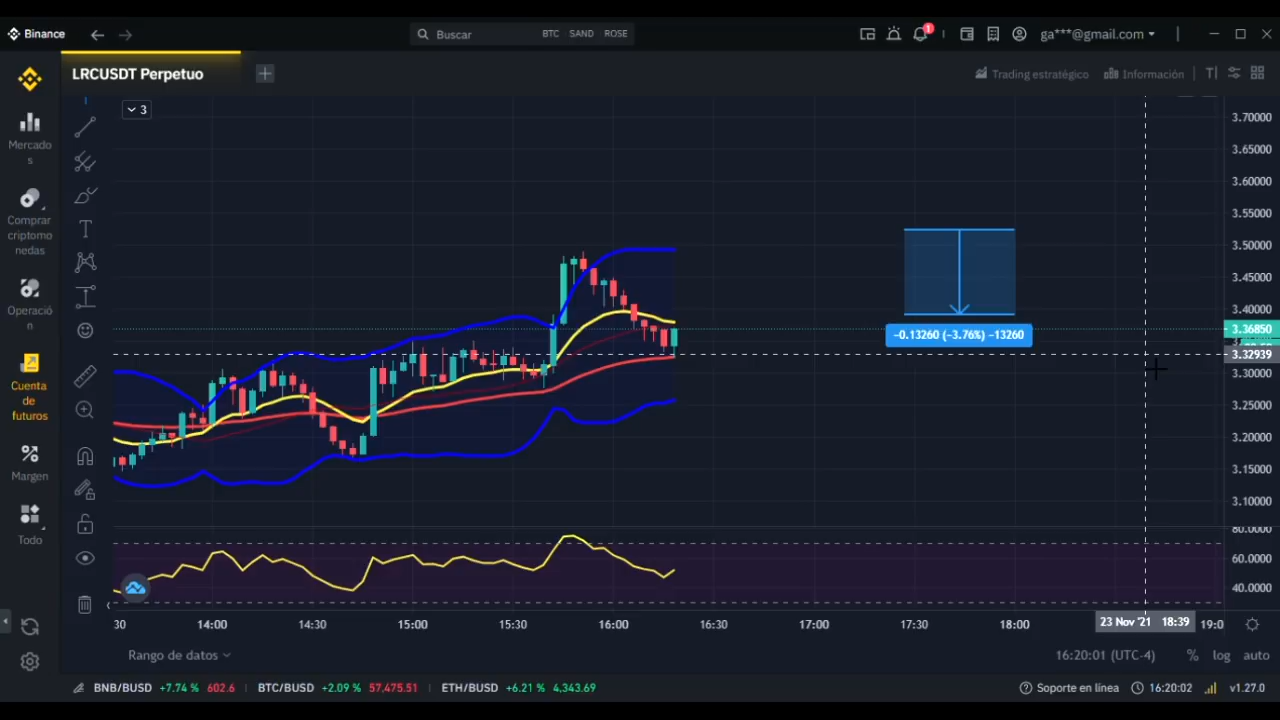 Binance
Buscar BTC SAND ROSE
1
ga***@gmail.com
LRCUSDT Perpetuo
Trading estratégico
Información
3
Mercado
s
Comprar
criptomo
nedas
Operació
n
Cuenta
de
futuros
Margen
Todo
3.70000
3.65000
3.60000
3.55000
3.50000
3.45000
3.40000
3.36850
3.32939
3.30000
3.25000
3.20000
3.15000
3.10000
80.0000
60.0000
40.0000
-0.13260 (-3.76%) -13260
30 14:00 14:30 15:00 15:30 16:00 16:30 17:00 17:30 18:00 23 Nov '21 18:39 19:0
Rango de datos 16:20:01 (UTC-4) % log auto
BNB/BUSD +7.74 % 602.6 BTC/BUSD +2.09 % 57,475.51 ETH/BUSD +6.21 % 4,343.69 Soporte en línea 16:20:02 v1.27.0